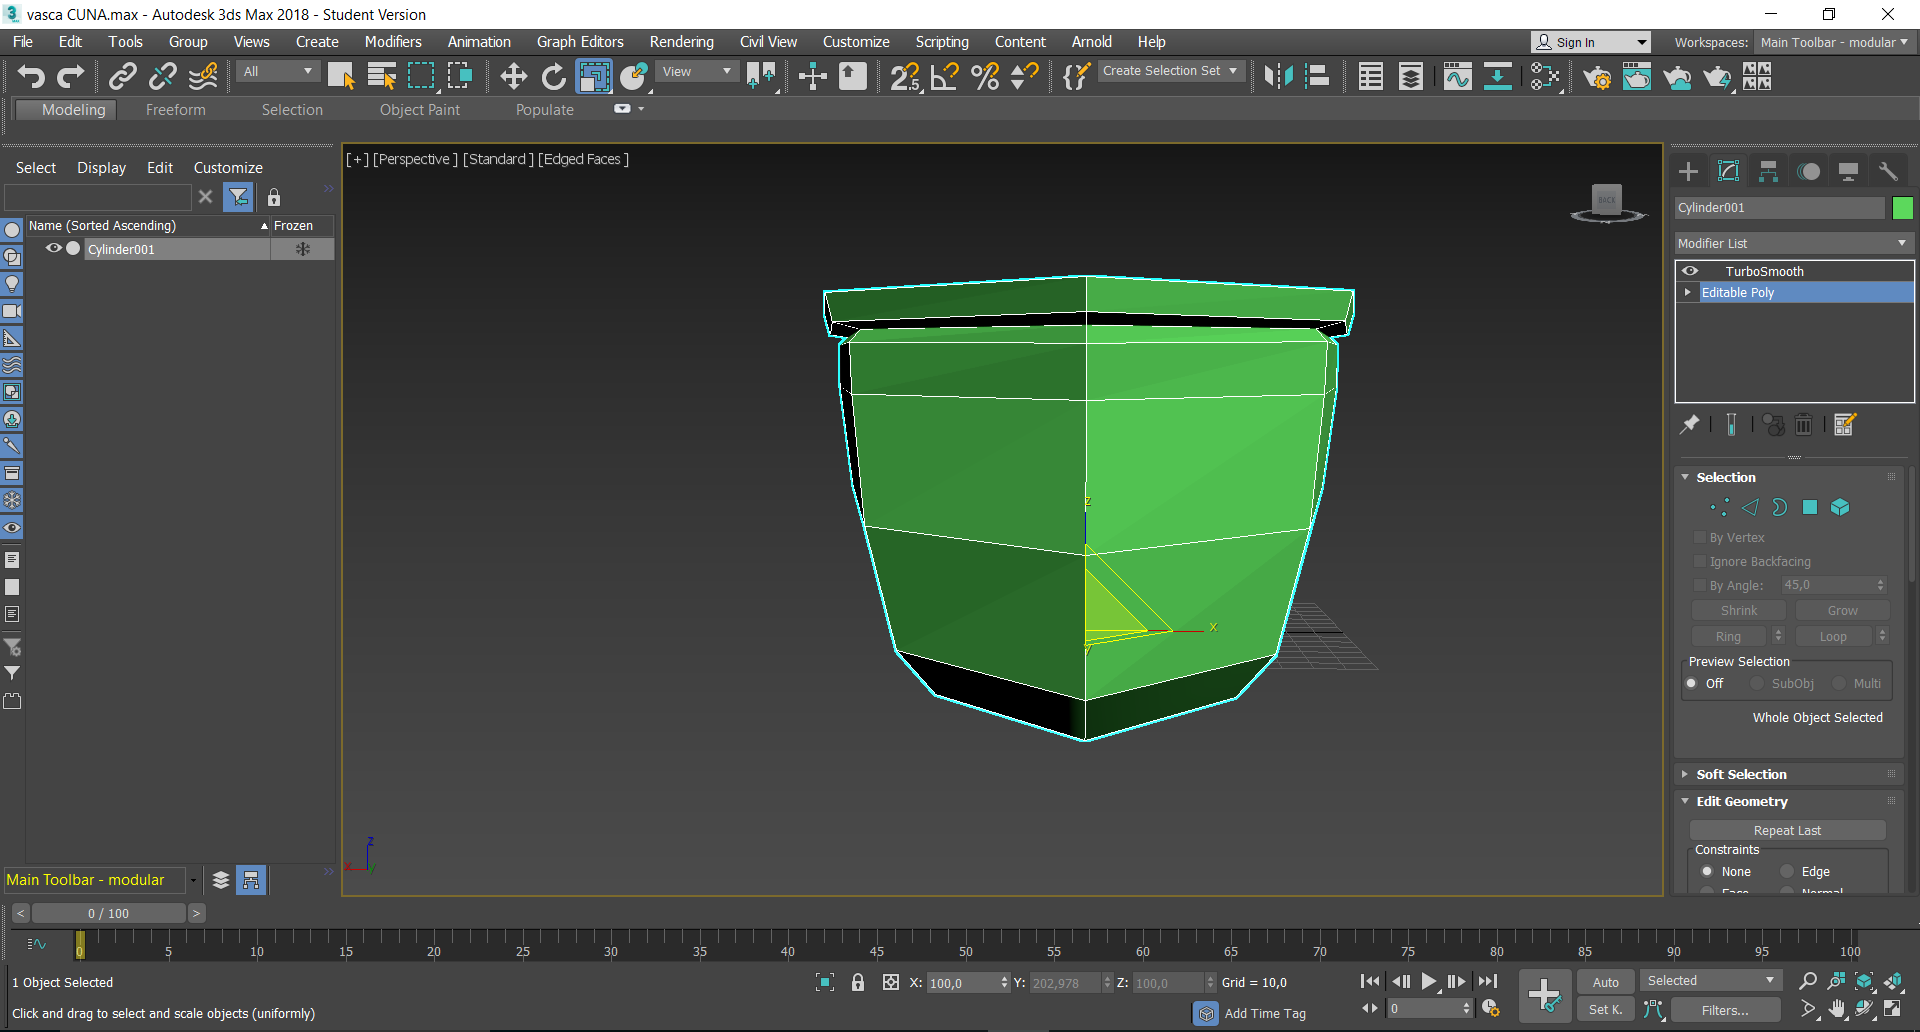 vasca CUNA.max - Autodesk 3ds Max 2018 - Student Version
File Edit Tools Group Views Create Modifiers Animation Graph Editors Rendering Civil View Customize Scripting Content Arnold Help
Sign In Workspaces: Main Toolbar - modular
All View Create Selection Set
Modeling Freeform Selection Object Paint Populate
Select Display Edit Customize
[+] [Perspective ] [Standard ] [Edged Faces ]
BACK
Name (Sorted Ascending) Frozen
Cylinder001
Cylinder001
Modifier List
TurboSmooth
Editable Poly
Selection
By Vertex
Ignore Backfacing
By Angle: 45,0
Shrink Grow
Ring Loop
Preview Selection
Off SubObj Multi
Whole Object Selected
Soft Selection
Edit Geometry
Repeat Last
Constraints
None Edge
Face Normal
z
x
y
z
x
y
Main Toolbar - modular
< 0 / 100 >
0 5 10 15 20 25 30 35 40 45 50 55 60 65 70 75 80 85 90 95 100
1 Object Selected
X: 100,0 Y: 202,978 Z: 100,0 Grid = 10,0
Auto Selected
Click and drag to select and scale objects (uniformly)
Add Time Tag
0
Set K. Filters...